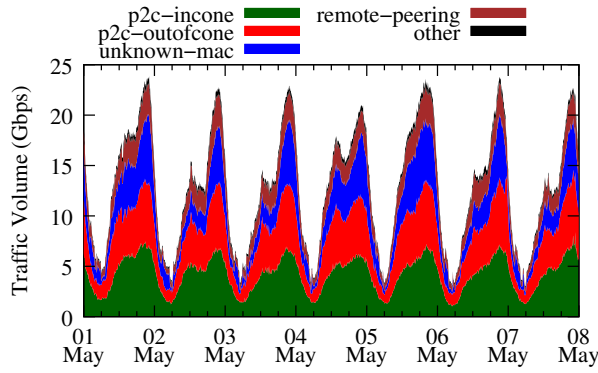 p2c-incone
p2c-outofcone
unknown-mac
remote-peering
other
Traffic Volume (Gbps)
25
20
15
10
5
0
01 May
02 May
03 May
04 May
05 May
06 May
07 May
08 May